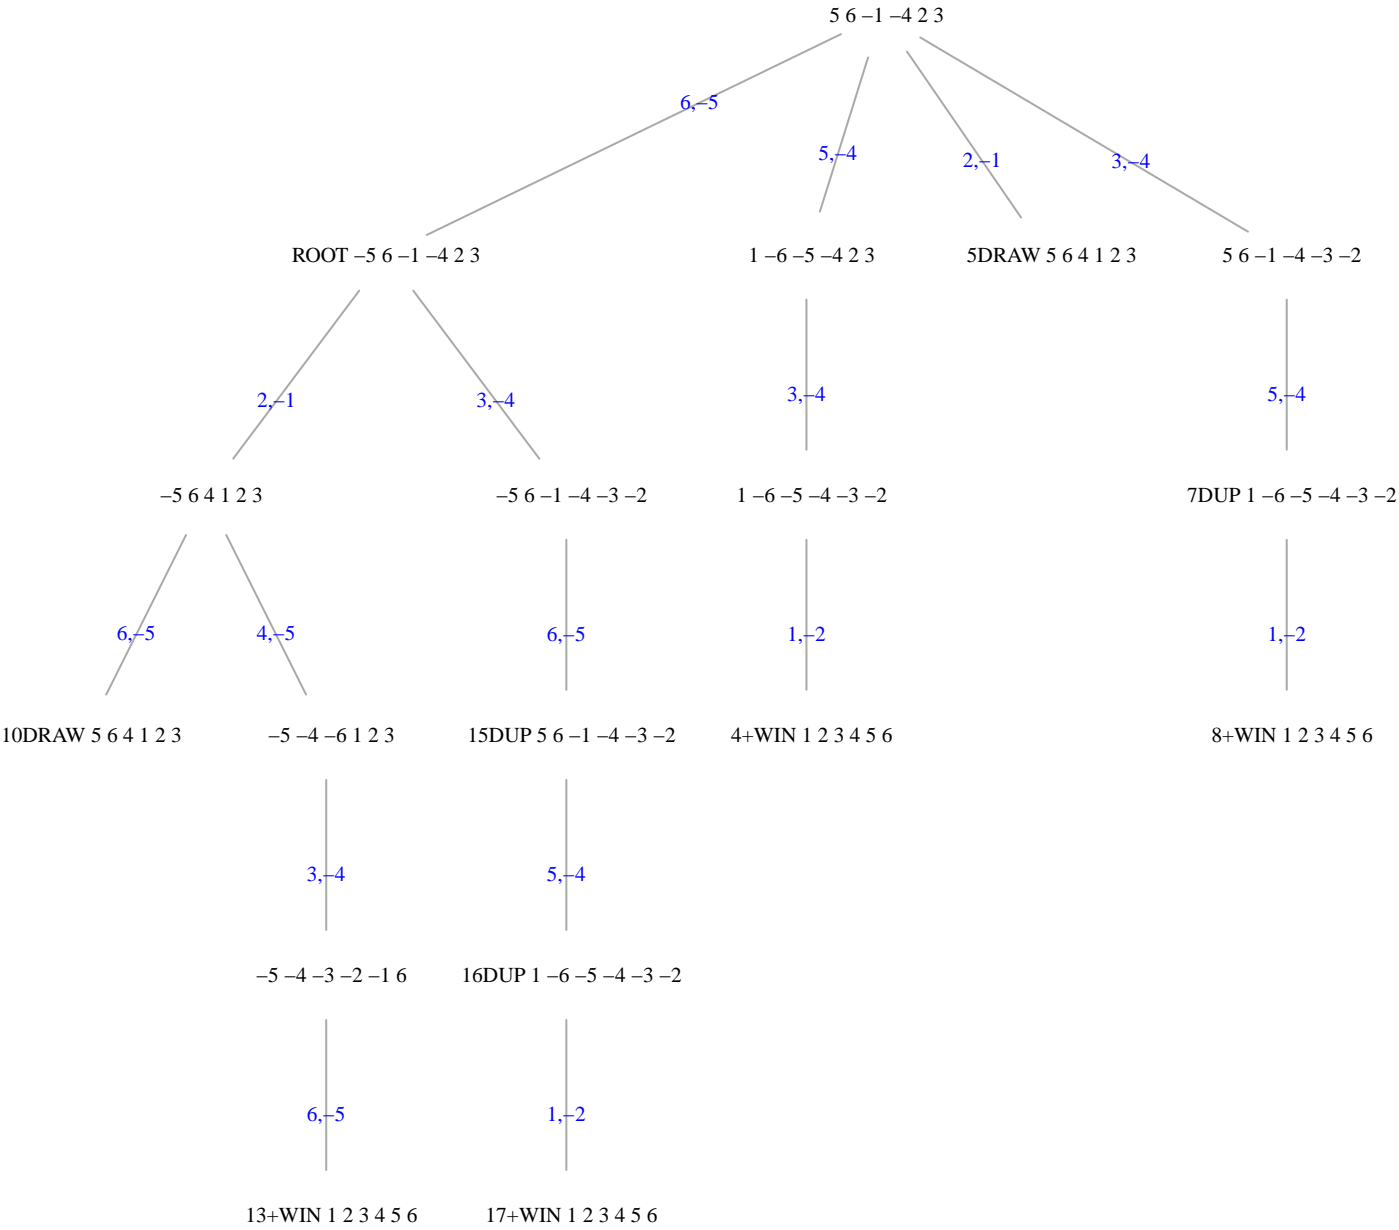 5 6 –1 –4 2 3
6,–5
5,–4
2,–1
3,–4
ROOT –5 6 –1 –4 2 3
1 –6 –5 –4 2 3
5DRAW 5 6 4 1 2 3
5 6 –1 –4 –3 –2
2,–1
3,–4
3,–4
5,–4
–5 6 4 1 2 3
–5 6 –1 –4 –3 –2
1 –6 –5 –4 –3 –2
7DUP 1 –6 –5 –4 –3 –2
6,–5
4,–5
6,–5
1,–2
1,–2
10DRAW 5 6 4 1 2 3
–5 –4 –6 1 2 3
15DUP 5 6 –1 –4 –3 –2
4+WIN 1 2 3 4 5 6
8+WIN 1 2 3 4 5 6
3,–4
5,–4
–5 –4 –3 –2 –1 6
16DUP 1 –6 –5 –4 –3 –2
6,–5
1,–2
13+WIN 1 2 3 4 5 6
17+WIN 1 2 3 4 5 6